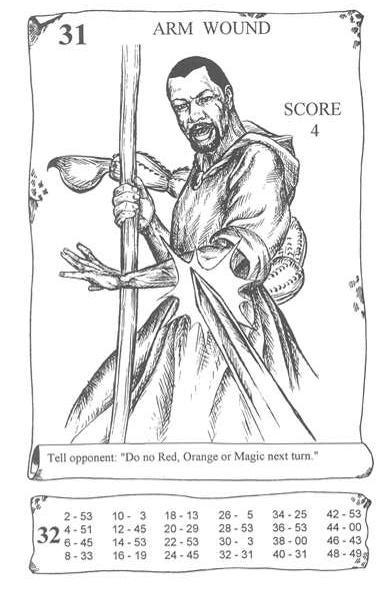 31
ARM WOUND
SCORE
4
Tell opponent: "Do no Red, Orange or Magic next turn."
32
2 - 53 10 - 3 18 - 13 26 - 5 34 - 25 42 - 53
4 - 51 12 - 45 20 - 29 28 - 53 36 - 53 44 - 00
6 - 45 14 - 53 22 - 53 30 - 3 38 - 00 46 - 43
8 - 33 16 - 19 24 - 45 32 - 31 40 - 31 48 - 49